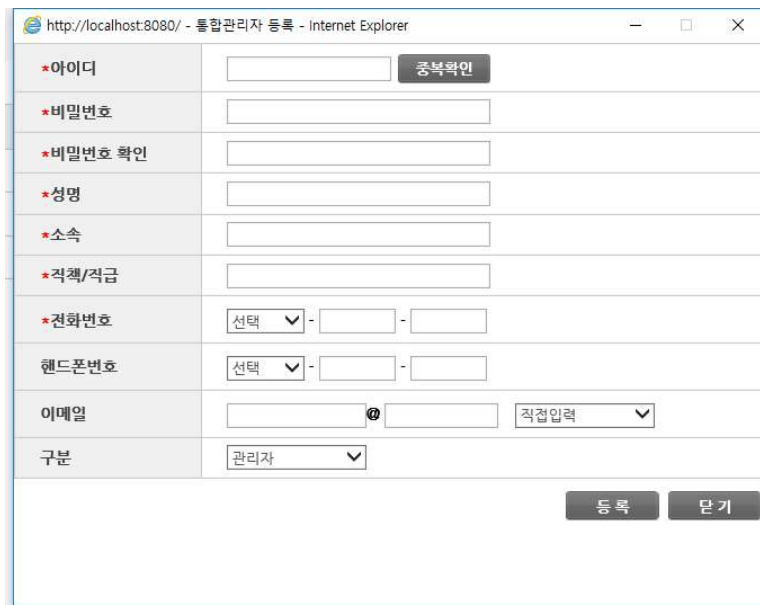 http://localhost:8080/ - 통합관리자 등록 - Internet Explorer
*아이디 중복확인
*비밀번호
*비밀번호 확인
*성명
*소속
*직책/직급
*전화번호 선택 - -
핸드폰번호 선택 - -
이메일 @ 직접입력
구분 관리자
등록 닫기